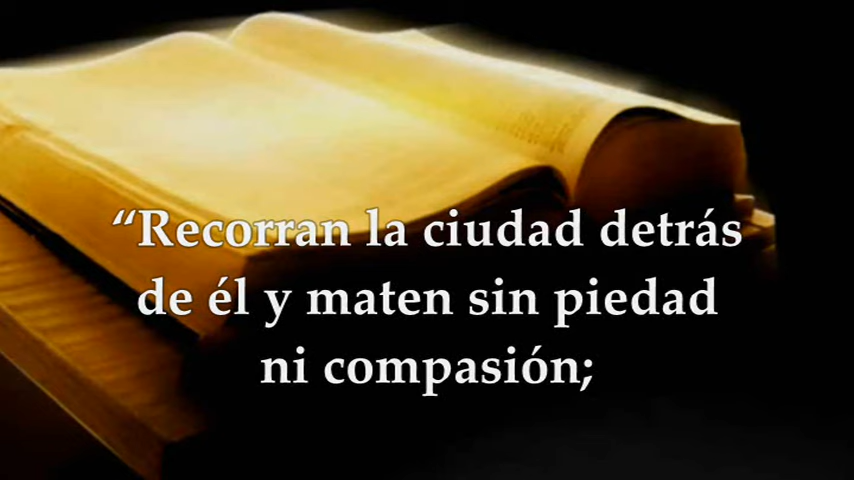 “Recorran la ciudad detrás
de él y maten sin piedad
ni compasión;